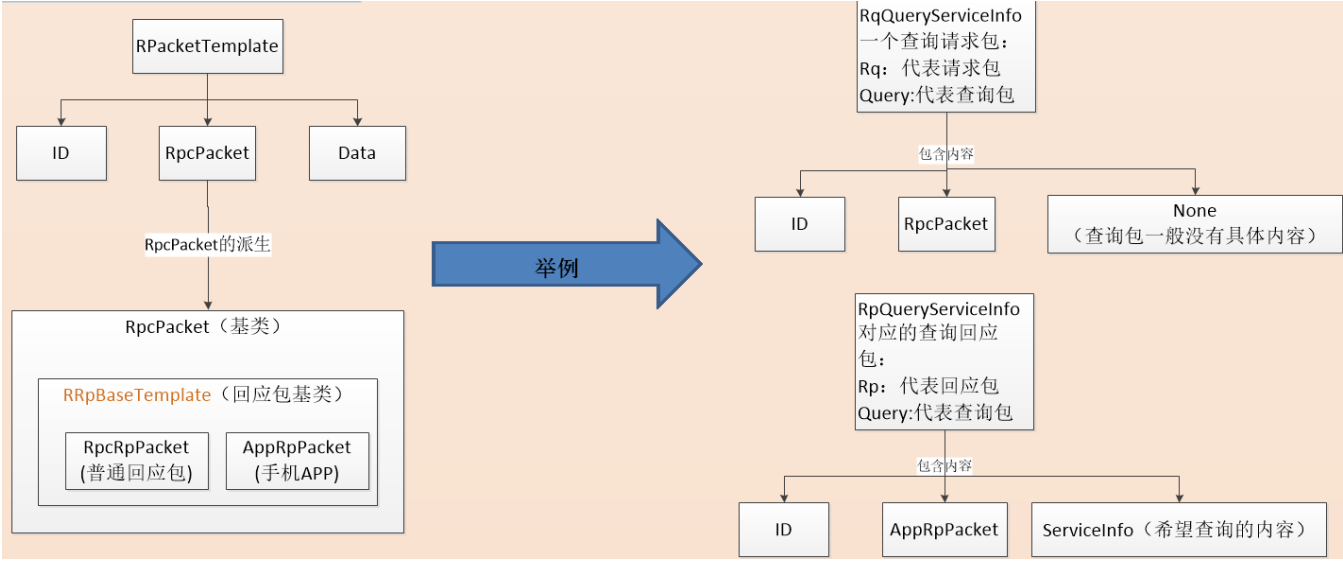 RPacketTemplate
ID
RpcPacket
Data
RpcPacket的派生
RpcPacket（基类）
RRpBaseTemplate（回应包基类）
RpcRpPacket
(普通回应包)
AppRpPacket
(手机APP)
举例
RqQueryServiceInfo
一个查询请求包：
Rq：代表请求包
Query:代表查询包
包含内容
ID
RpcPacket
None
（查询包一般没有具体内容）
RpQueryServiceInfo
对应的查询回应
包：
Rp：代表回应包
Query:代表查询包
包含内容
ID
AppRpPacket
ServiceInfo（希望查询的内容）